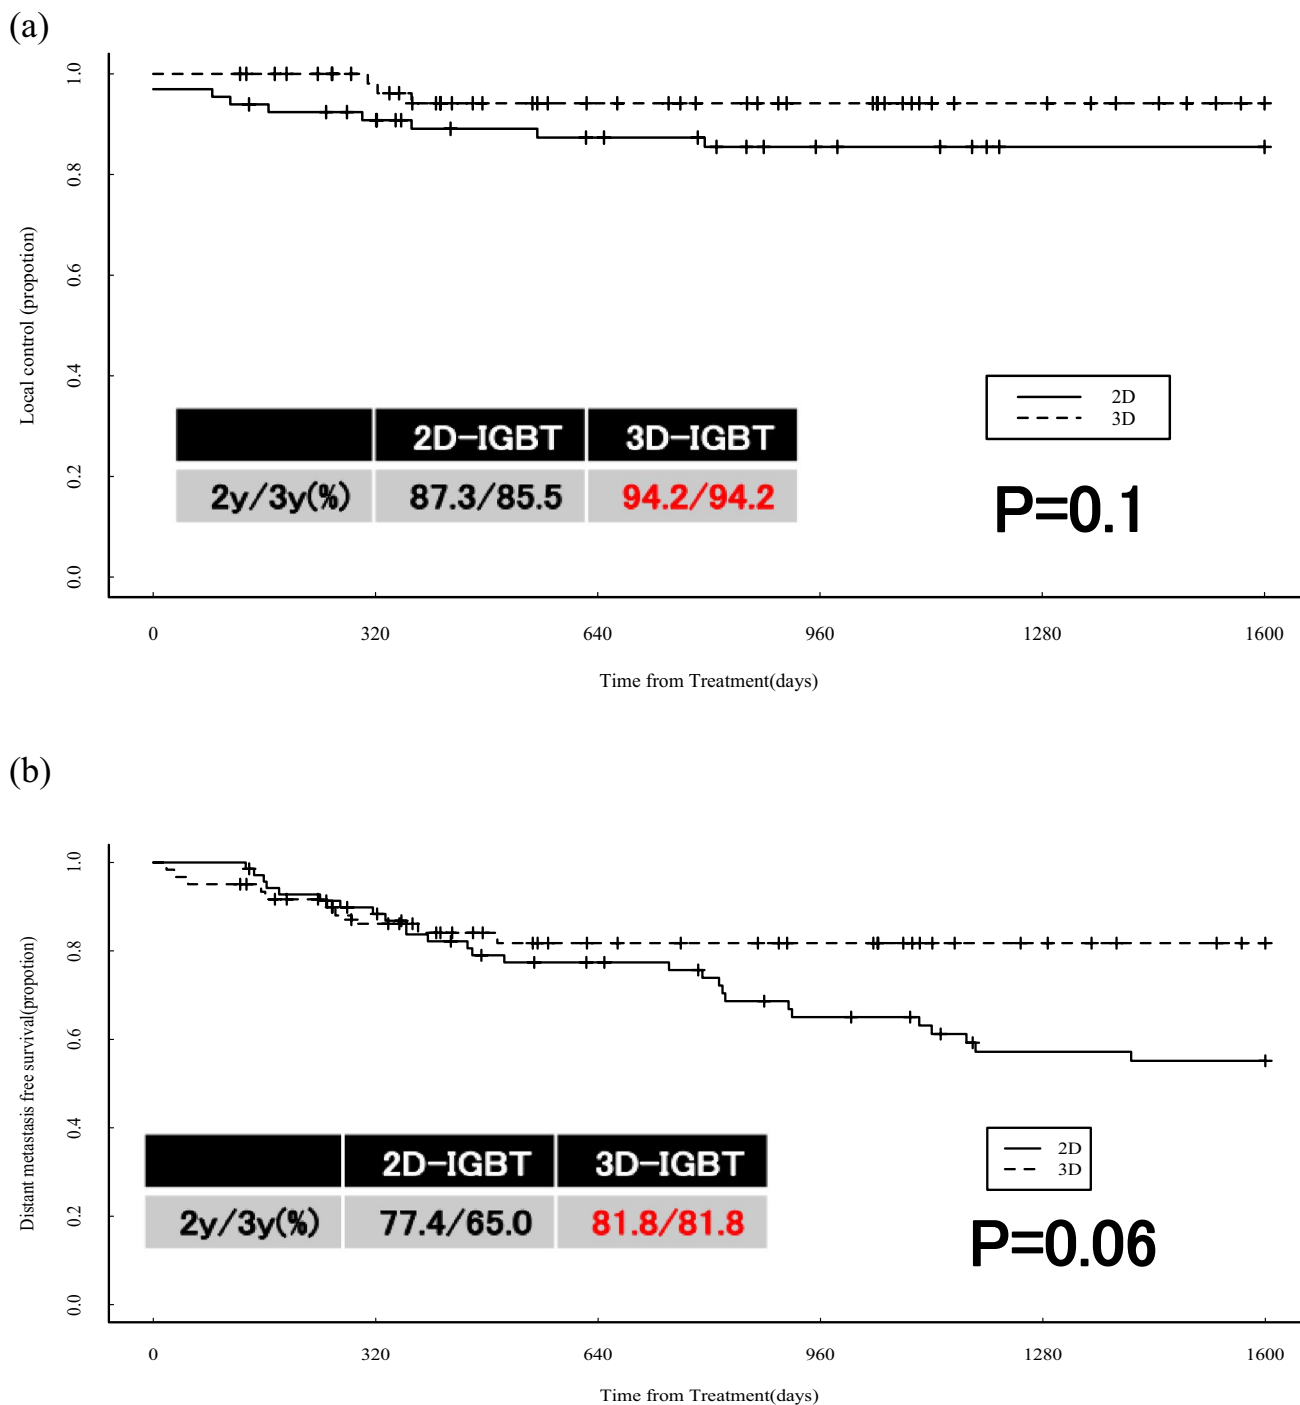 (a)
Local control (propotion)
1.0
0.8
0.6
0.4
0.2
0.0
2D-IGBT 3D-IGBT
2y/3y(%) 87.3/85.5 94.2/94.2
2D
3D
P=0.1
0 320 640 960 1280 1600
Time from Treatment(days)
(b)
Distant metastasis free survival(propotion)
1.0
0.8
0.6
0.4
0.2
0.0
2D-IGBT 3D-IGBT
2y/3y(%) 77.4/65.0 81.8/81.8
2D
3D
P=0.06
0 320 640 960 1280 1600
Time from Treatment(days)